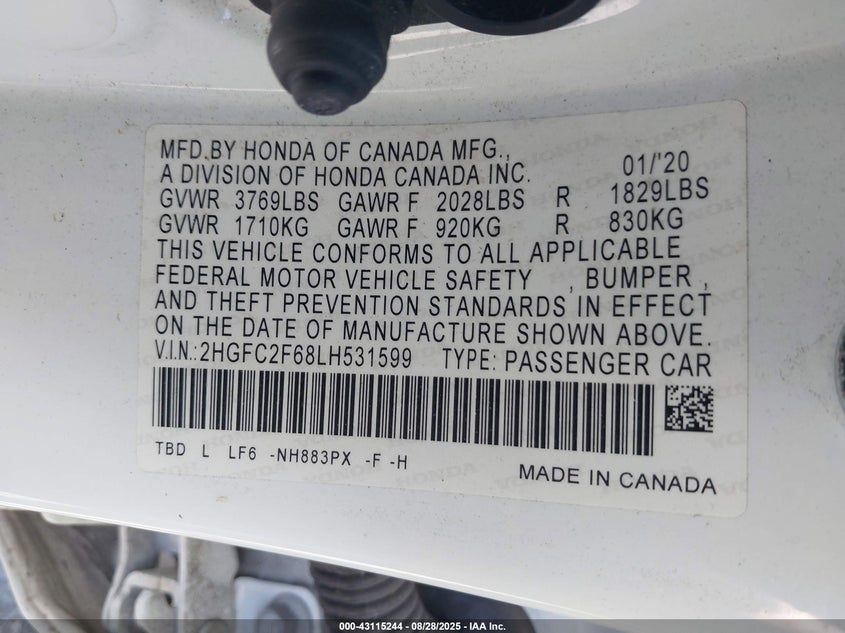 MFD.BY HONDA OF CANADA MFG.,
A DIVISION OF HONDA CANADA INC. 01/'20
GVWR 3769LBS GAWR F 2028LBS R 1829LBS
GVWR 1710KG GAWR F 920KG R 830KG
THIS VEHICLE CONFORMS TO ALL APPLICABLE
FEDERAL MOTOR VEHICLE SAFETY , BUMPER ,
AND THEFT PREVENTION STANDARDS IN EFFECT
ON THE DATE OF MANUFACTURE SHOWN ABOVE.
V.I.N.:2HGFC2F68LH531599 TYPE: PASSENGER CAR
TBD L LF6 -NH883PX -F -H
MADE IN CANADA
000-43115244 - 08/28/2025 - IAA Inc.